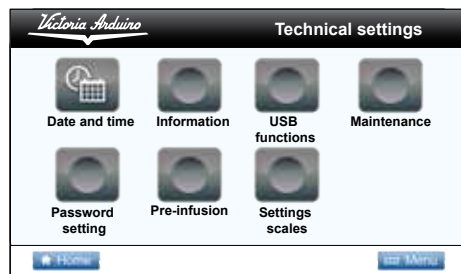 Victoria Arduino
Technical settings
Date and time
Information
USB
functions
Maintenance
Password
setting
Pre-infusion
Settings
scales
Home
Menu